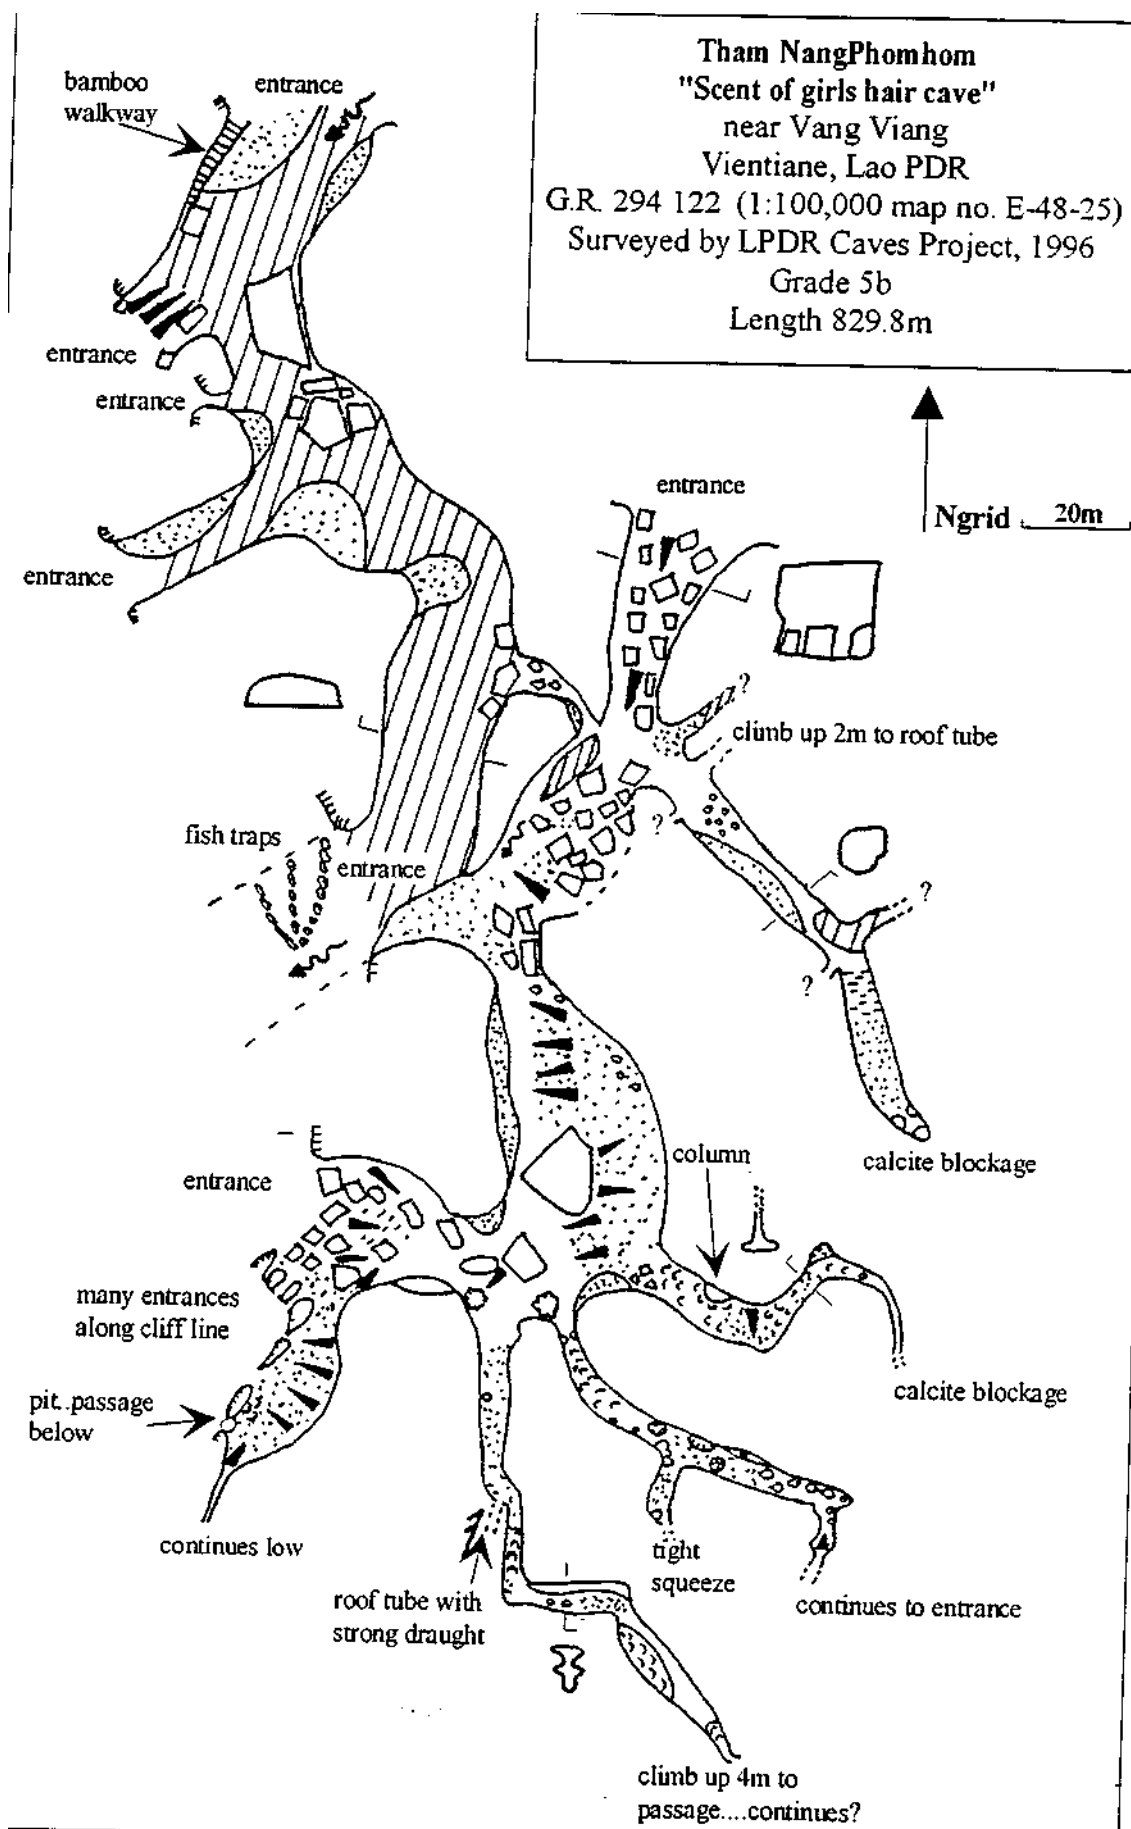 Tham NangPhomhom
"Scent of girls hair cave"
near Vang Viang
Vientiane, Lao PDR
G.R. 294 122 (1:100,000 map no. E-48-25)
Surveyed by LPDR Caves Project, 1996
Grade 5b
Length 829.8m
bamboo
walkway
entrance
entrance
entrance
entrance
entrance
Ngrid
20m
?
climb up 2m to roof tube
fish traps
entrance
?
?
?
calcite blockage
column
entrance
many entrances
along cliff line
calcite blockage
pit..passage
below
continues low
tight
squeeze
roof tube with
strong draught
continues to entrance
climb up 4m to
passage....continues?